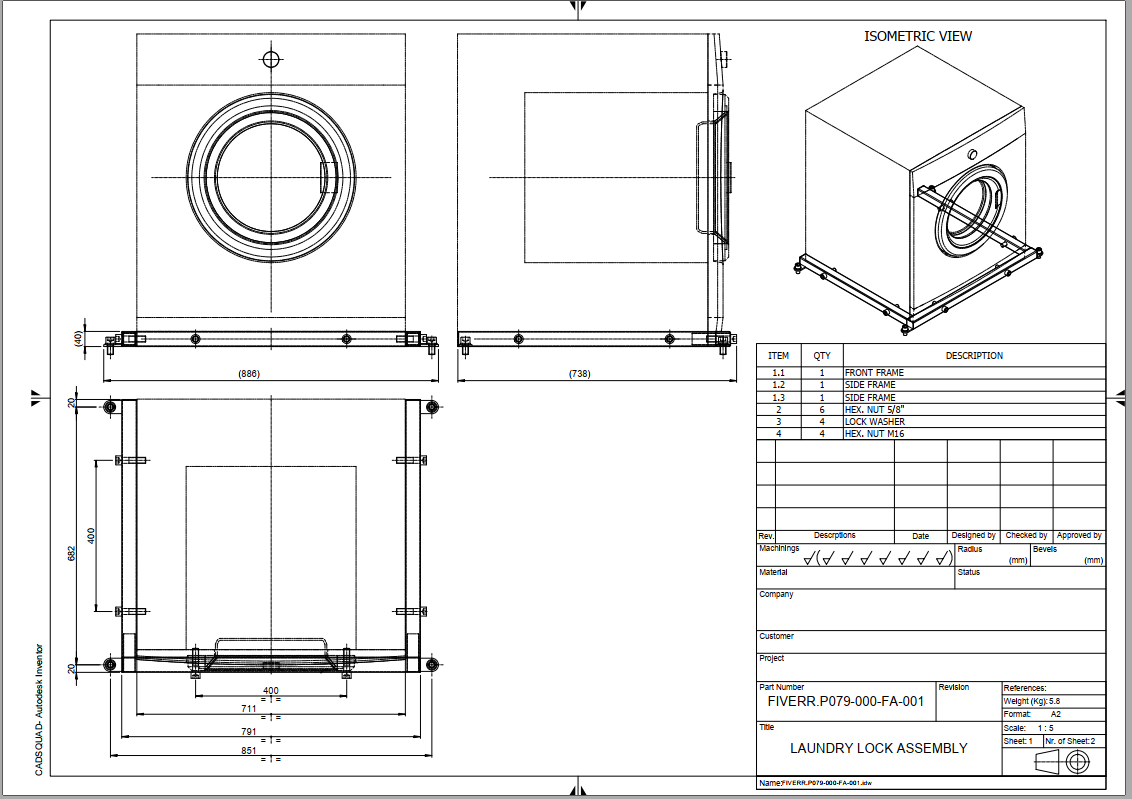 ISOMETRIC VIEW
(40)
(886)
(738)
ITEM QTY DESCRIPTION
1.1 1 FRONT FRAME
1.2 1 SIDE FRAME
1.3 1 SIDE FRAME
2 6 HEX. NUT 5/8"
3 4 LOCK WASHER
4 4 HEX. NUT M16
20
400
682
20
400
= =
711
= =
791
= =
851
= =
Rev. Descrptions Date Designed by Checked by Approved by
Machinings Radius (mm) Bevels (mm)
Material Status
Company
Customer
Project
Part Number Revision References:
FIVERR.P079-000-FA-001 Weight (Kg): 5.8
Format: A2
Title Scale: 1 : 5
LAUNDRY LOCK ASSEMBLY Sheet: 1 Nr. of Sheet: 2
Name: FIVERR.P079-000-FA-001.idw
CADSQUAD- Autodesk Inventor